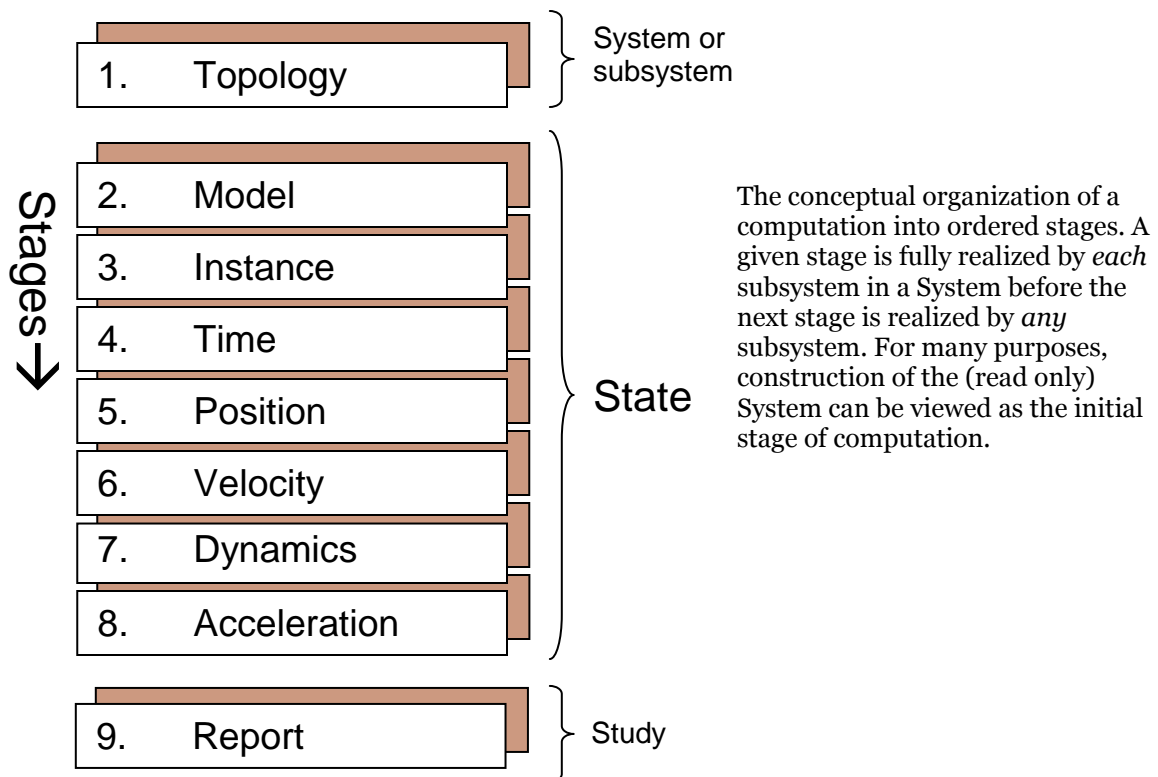 1. Topology
System or
subsystem
Stages→
2. Model
3. Instance
4. Time
5. Position
6. Velocity
7. Dynamics
8. Acceleration
State
The conceptual organization of a
computation into ordered stages. A
given stage is fully realized by each
subsystem in a System before the
next stage is realized by any
subsystem. For many purposes,
construction of the (read only)
System can be viewed as the initial
stage of computation.
9. Report
Study